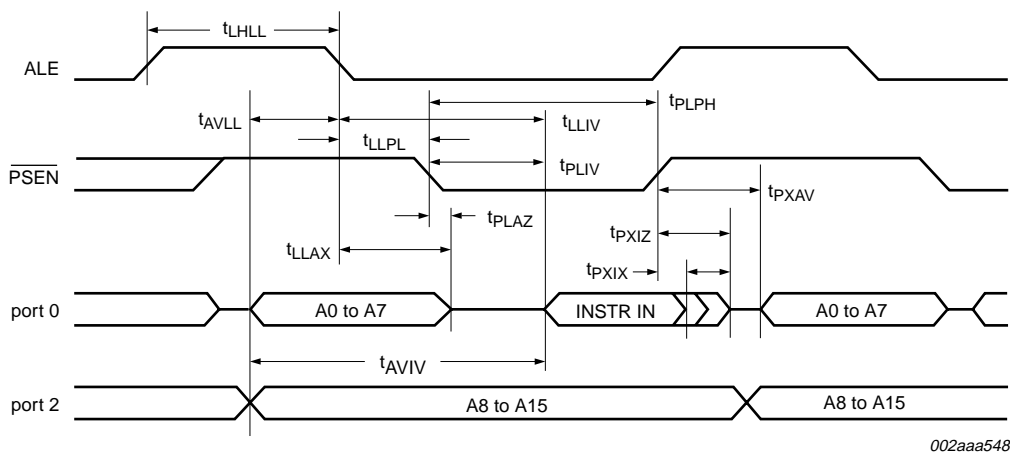 tLHLL
ALE
tPLPH
tAVLL
tLLIV
tLLPL
PSEN
tPLIV
tPXAV
tPLAZ
tLLAX
tPXIZ
tPXIX
port 0
A0 to A7
INSTR IN
A0 to A7
tAVIV
port 2
A8 to A15
A8 to A15
002aaa548